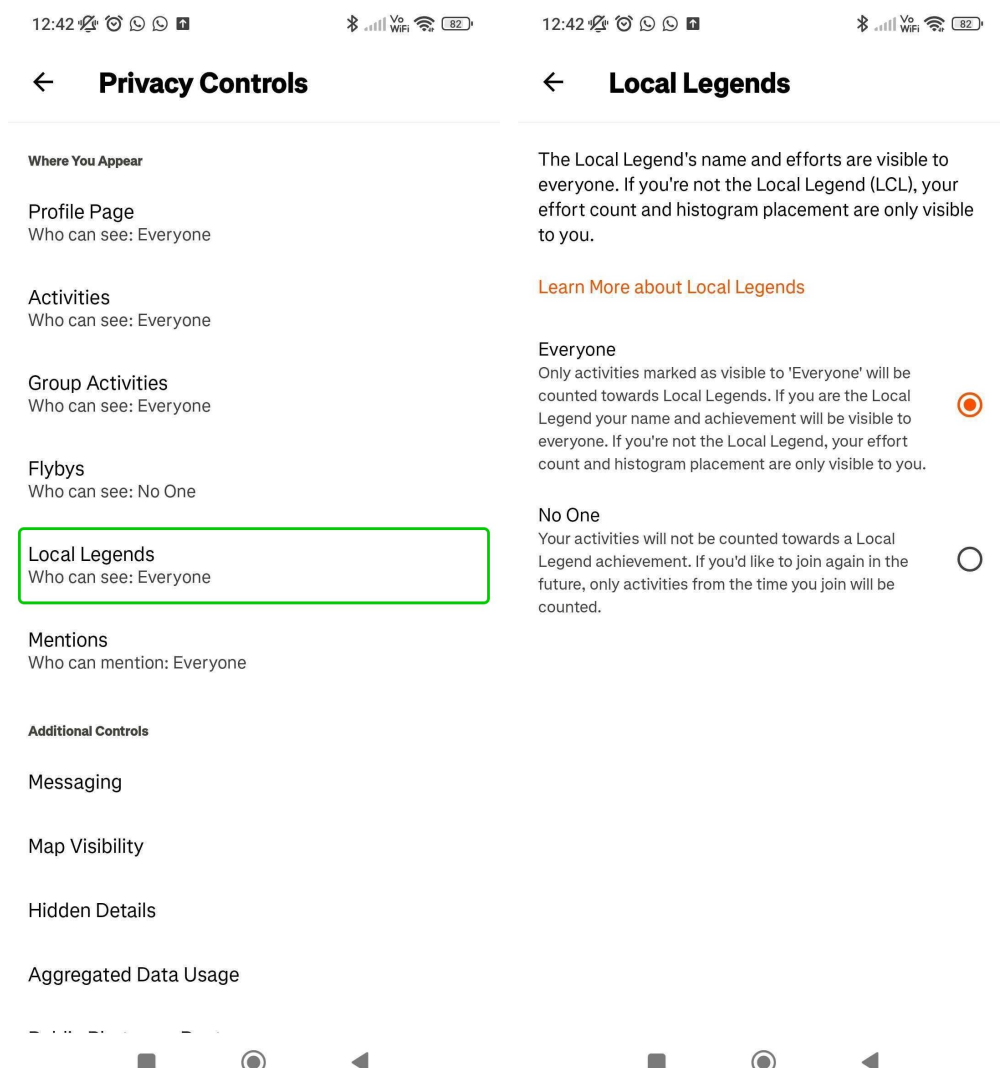 12:42
Vo
WiFi
82
Privacy Controls
Where You Appear
Profile Page
Who can see: Everyone
Activities
Who can see: Everyone
Group Activities
Who can see: Everyone
Flybys
Who can see: No One
Local Legends
Who can see: Everyone
Mentions
Who can mention: Everyone
Additional Controls
Messaging
Map Visibility
Hidden Details
Aggregated Data Usage
12:42
Vo
WiFi
82
Local Legends
The Local Legend's name and efforts are visible to
everyone. If you're not the Local Legend (LCL), your
effort count and histogram placement are only visible
to you.
Learn More about Local Legends
Everyone
Only activities marked as visible to 'Everyone' will be
counted towards Local Legends. If you are the Local
Legend your name and achievement will be visible to
everyone. If you're not the Local Legend, your effort
count and histogram placement are only visible to you.
No One
Your activities will not be counted towards a Local
Legend achievement. If you'd like to join again in the
future, only activities from the time you join will be
counted.